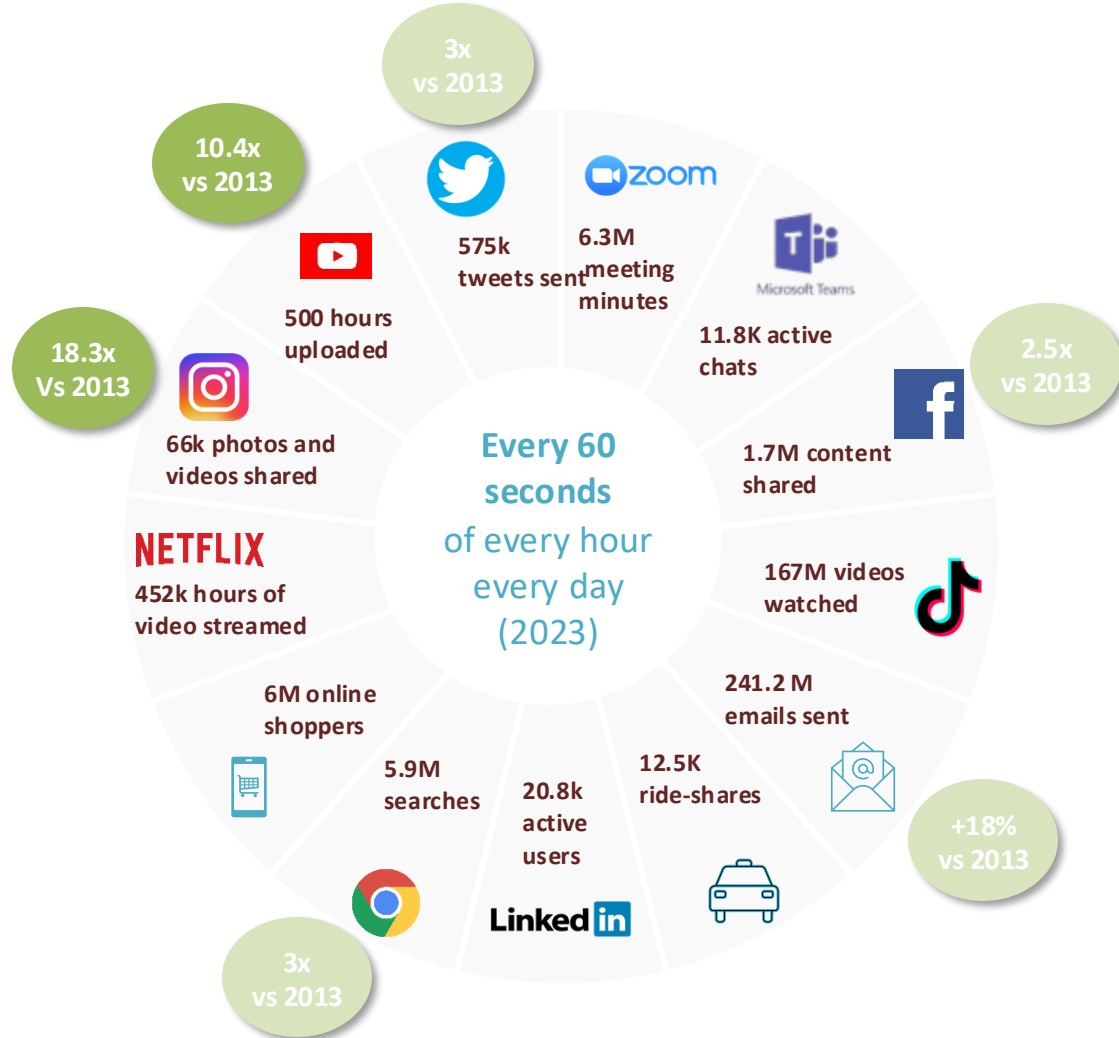 3x
vs 2013
10.4x
vs 2013
zoom
575k
tweets sent
6.3M
meeting
minutes
Microsoft Teams
11.8K active
chats
500 hours
uploaded
18.3x
Vs 2013
2.5x
vs 2013
f
66k photos and
videos shared
Every 60
seconds
of every hour
every day
(2023)
1.7M content
shared
NETFLIX
452k hours of
video streamed
167M videos
watched
6M online
shoppers
241.2 M
emails sent
@
5.9M
searches
20.8k
active
users
12.5K
ride-shares
+18%
vs 2013
Linked in
3x
vs 2013